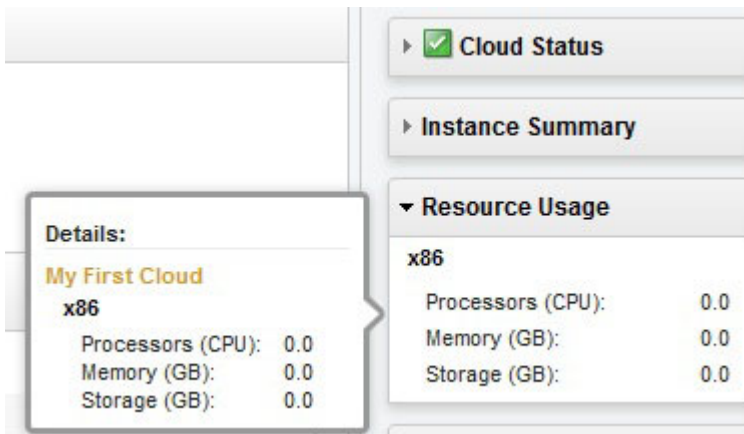 Cloud Status
Instance Summary
Resource Usage
x86
Processors (CPU): 0.0
Memory (GB): 0.0
Storage (GB): 0.0
Details:
My First Cloud
x86
Processors (CPU): 0.0
Memory (GB): 0.0
Storage (GB): 0.0